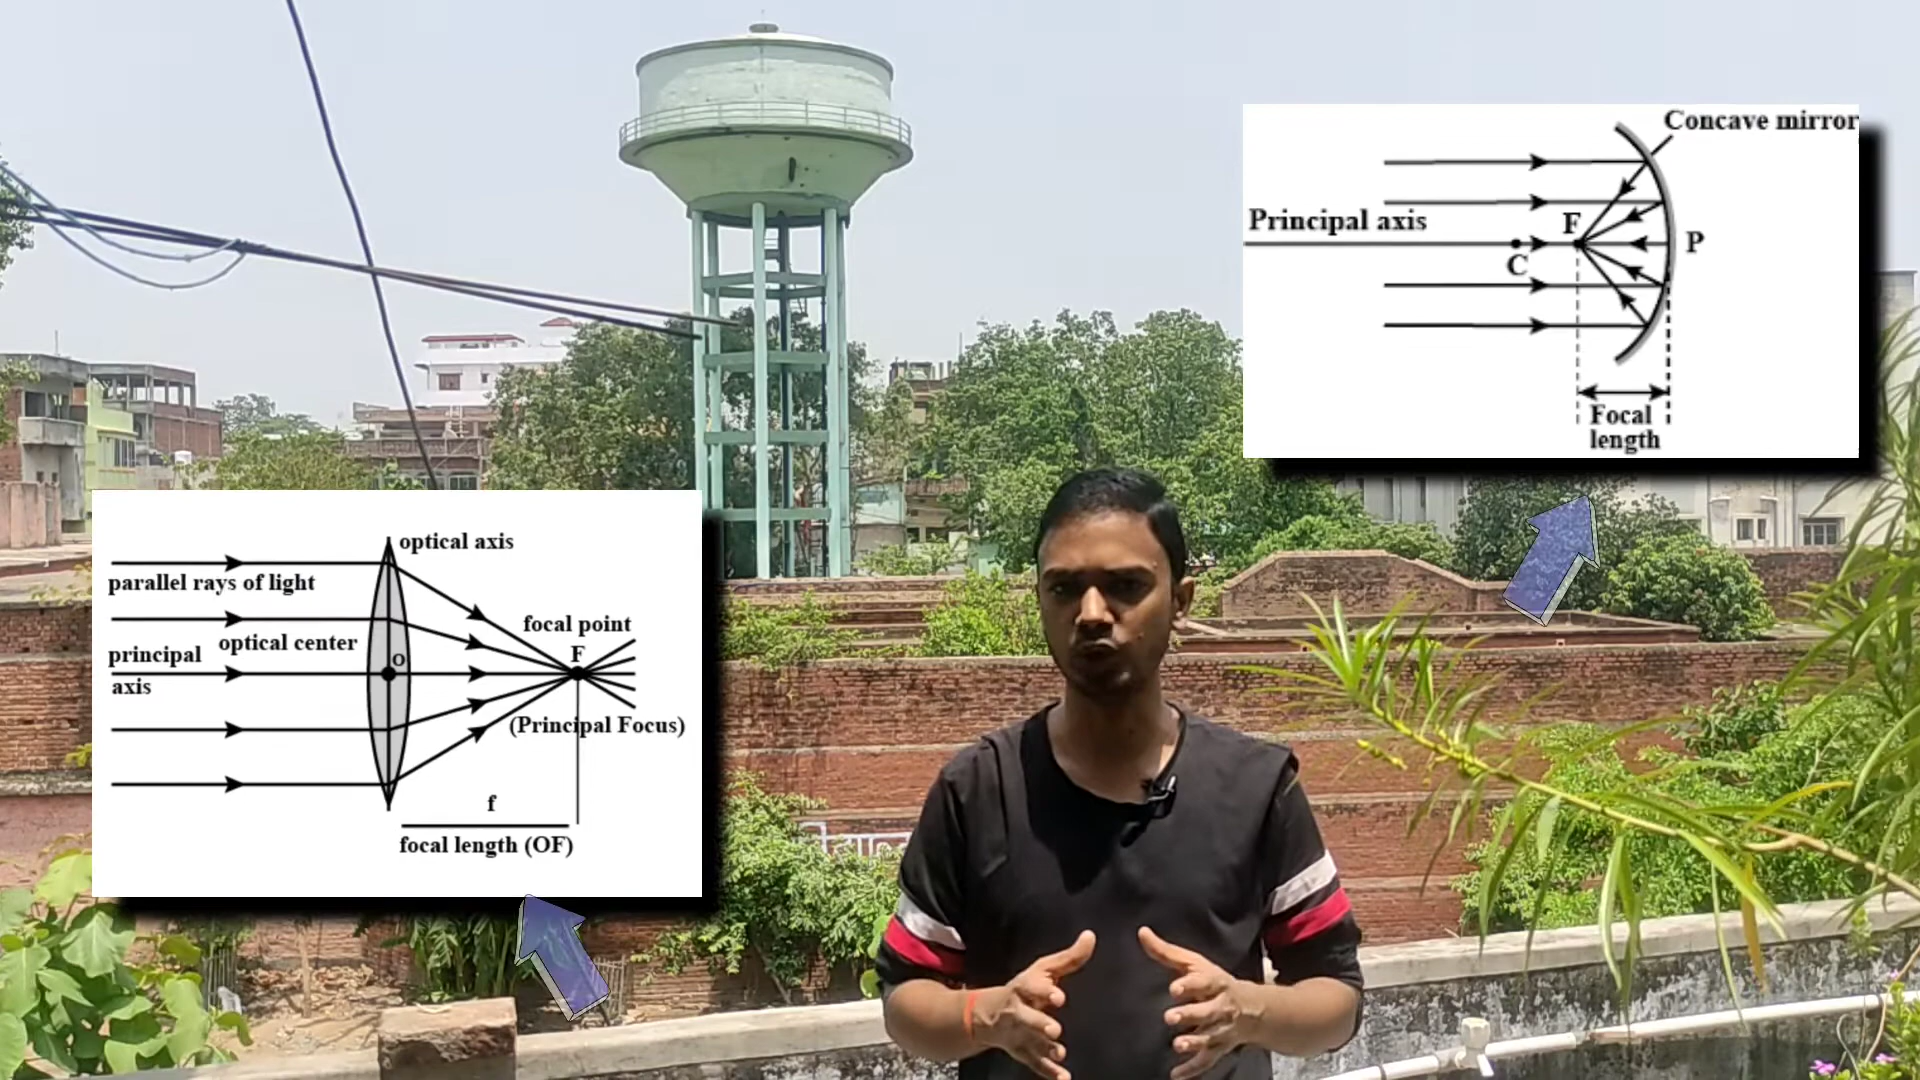 optical axis
parallel rays of light
optical center
focal point
principal
axis
O
F
(Principal Focus)
f
focal length (OF)
Concave mirror
Principal axis
F
C
P
Focal
length